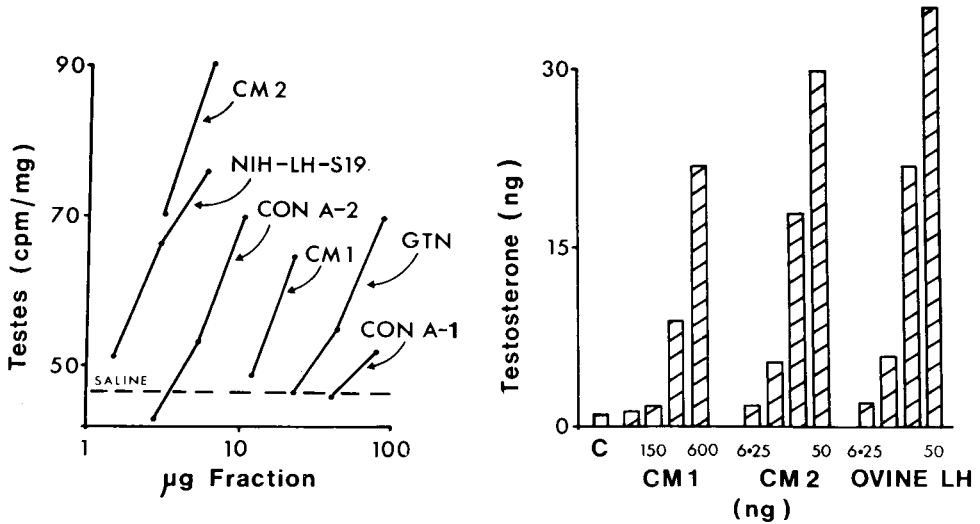 Testes (cpm/mg)
90
70
50
CM 2
NIH-LH-S19.
CON A-2
CM 1
GTN
CON A-1
SALINE
1
10
100
µg Fraction
Testosterone (ng)
30
15
0
C
150
600
6•25
50
6•25
50
CM 1
CM 2
OVINE LH
(ng)